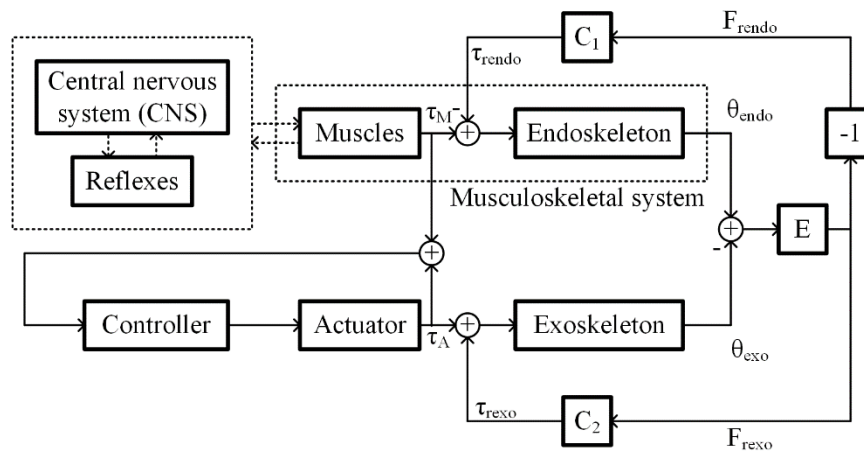 F_rendo
C_1
τ_rendo
Central nervous
system (CNS)
Reflexes
Muscles
τ_M
-
+
Endoskeleton
θ_endo
-1
Musculoskeletal system
+
-
E
+
Controller
Actuator
τ_A
+
Exoskeleton
θ_exo
τ_rexo
C_2
F_rexo